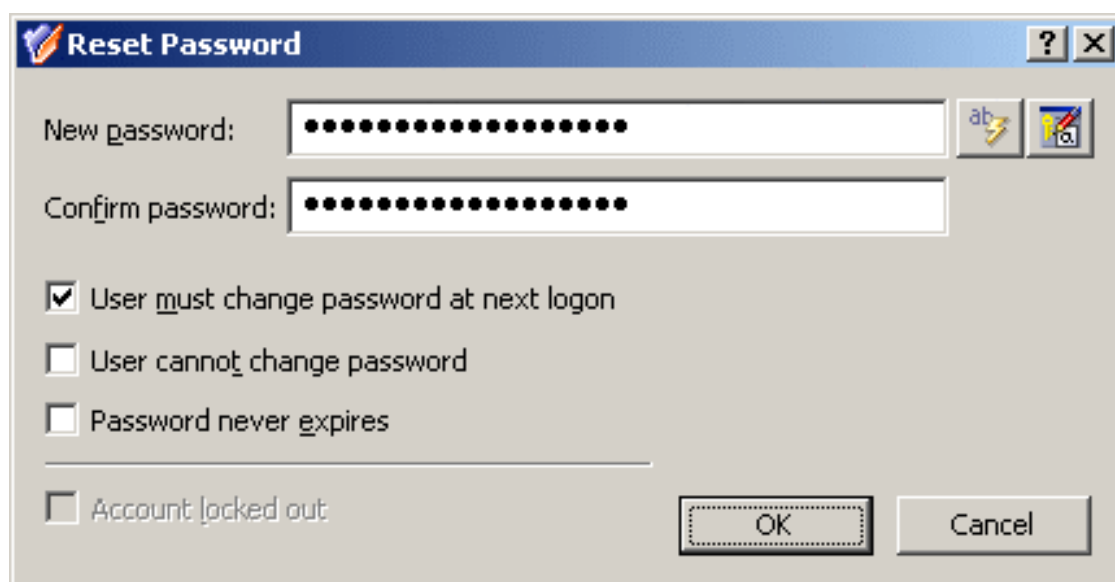 Reset Password
New password: ●●●●●●●●●●●●●●●●●● ab
Confirm password: ●●●●●●●●●●●●●●●●●●
User must change password at next logon
User cannot change password
Password never expires
Account locked out
OK Cancel